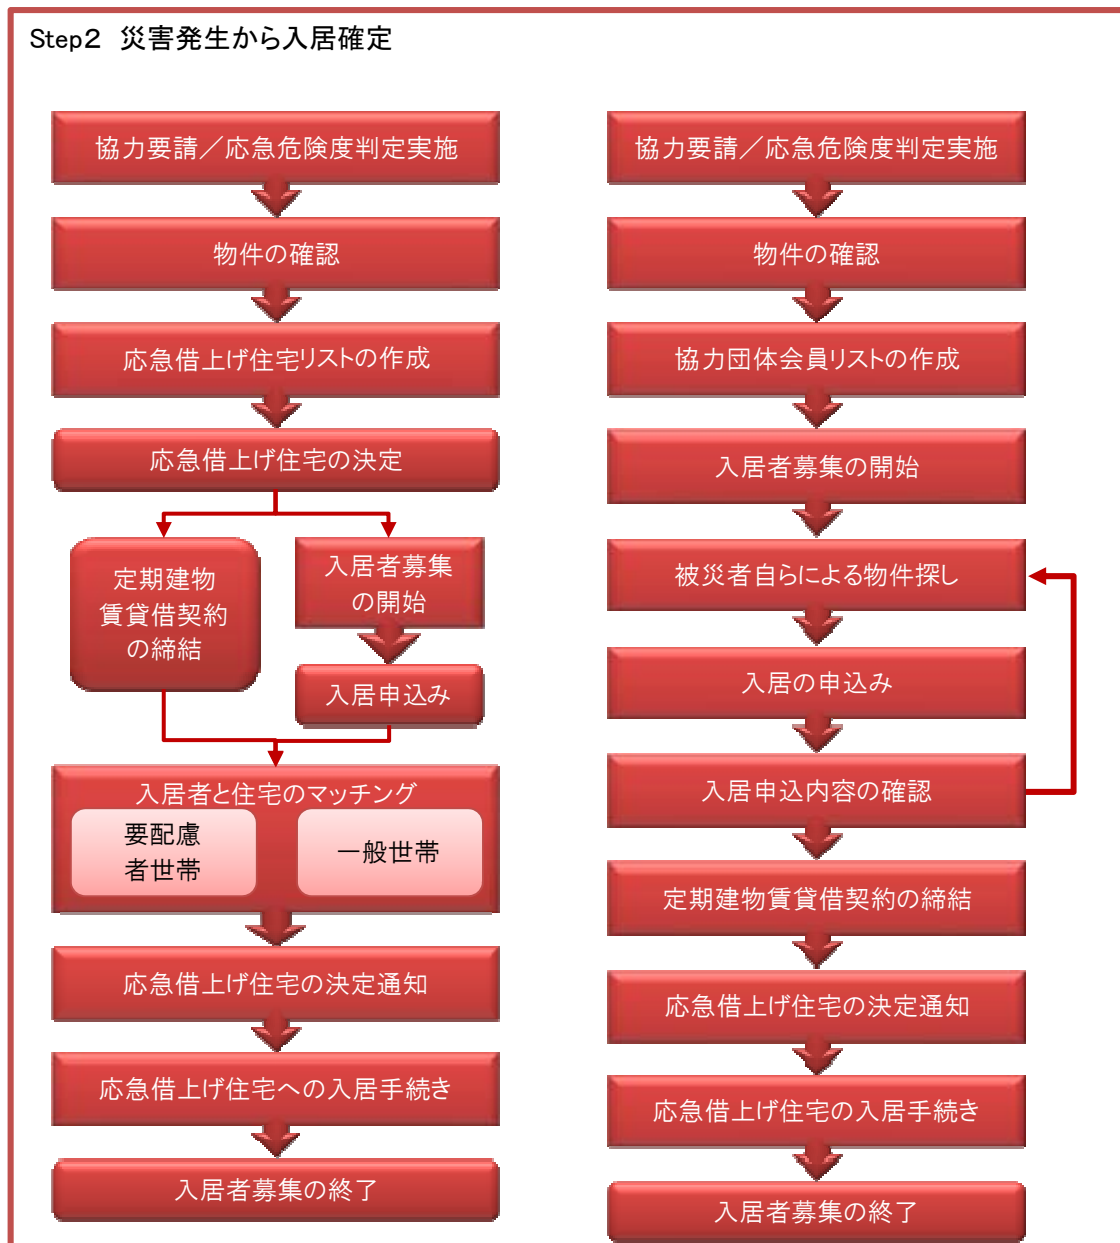 Step2 災害発生から入居確定
協力要請／応急危険度判定実施
物件の確認
応急借上げ住宅リストの作成
応急借上げ住宅の決定
定期建物
賃貸借契約
の締結
入居者募集
の開始
入居申込み
入居者と住宅のマッチング
要配慮
者世帯
一般世帯
応急借上げ住宅の決定通知
応急借上げ住宅への入居手続き
入居者募集の終了
協力要請／応急危険度判定実施
物件の確認
協力団体会員リストの作成
入居者募集の開始
被災者自らによる物件探し
入居の申込み
入居申込内容の確認
定期建物賃貸借契約の締結
応急借上げ住宅の決定通知
応急借上げ住宅の入居手続き
入居者募集の終了